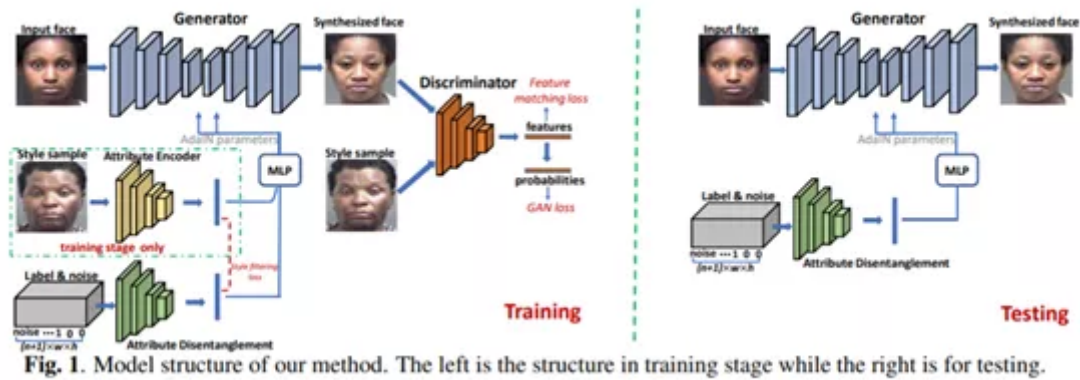 Generator
Input face
Synthesized face
Discriminator
Feature
matching loss
features
AdaIN parameters
MLP
Style sample
Attribute Encoder
Style sample
probabilities
GAN loss
training stage only
Style filtering
loss
Label & noise
noise ··· 1 0 0
(n+1)×w×h
Attribute Disentanglement
Training
Generator
Input face
Synthesized face
AdaIN parameters
MLP
Label & noise
noise ··· 1 0 0
(n+1)×w×h
Attribute Disentanglement
Testing
Fig. 1. Model structure of our method. The left is the structure in training stage while the right is for testing.